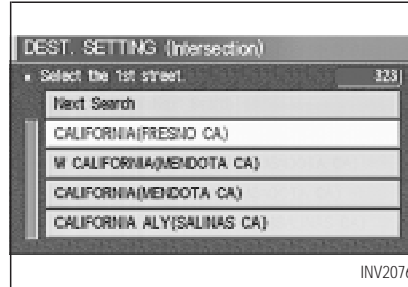 DEST. SETTING (Intersection)
Select the 1st street. 323
Next Search
CALIFORNIA(FRESNO CA)
W CALIFORNIA(MENDOTA CA)
CALIFORNIA(MENDOTA CA)
CALIFORNIA ALY(SALINAS CA)
INV2076